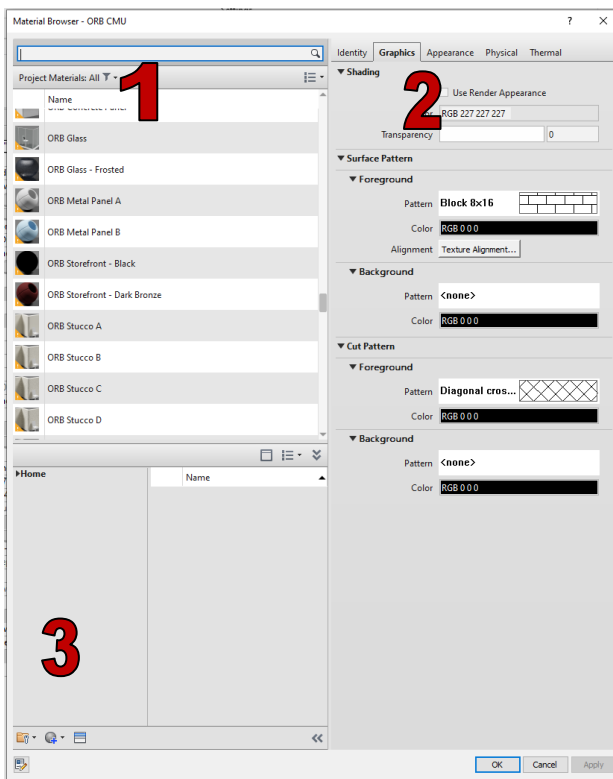 Material Browser - ORB CMU
? ×
1
Project Materials: All
Name
ORB Glass
ORB Glass - Frosted
ORB Metal Panel A
ORB Metal Panel B
ORB Storefront - Black
ORB Storefront - Dark Bronze
ORB Stucco A
ORB Stucco B
ORB Stucco C
ORB Stucco D
Home
Name
3
Identity Graphics Appearance Physical Thermal
2
Shading
Use Render Appearance
RGB 227 227 227
Transparency 0
Surface Pattern
Foreground
Pattern Block 8x16
Color RGB 0 0 0
Alignment Texture Alignment...
Background
Pattern <none>
Color RGB 0 0 0
Cut Pattern
Foreground
Pattern Diagonal cros...
Color RGB 0 0 0
Background
Pattern <none>
Color RGB 0 0 0
OK Cancel Apply